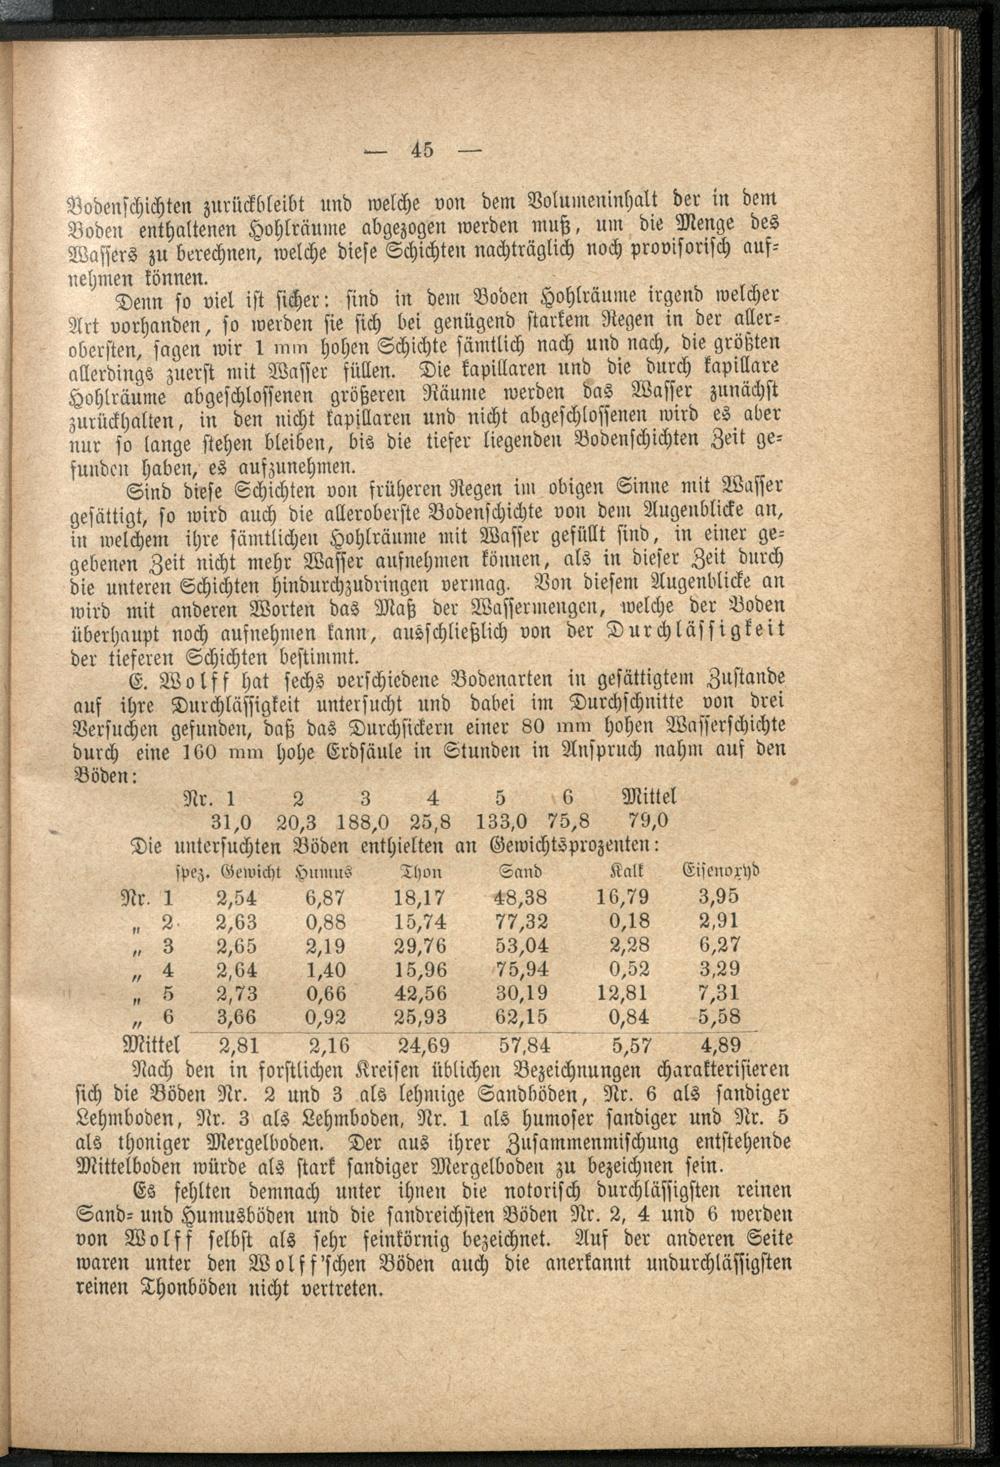 — 45 —
Bodenschichten zurückbleibt und welche von dem Volumeninhalt der in dem
Boden enthaltenen Hohlräume abgezogen werden muß, um die Menge des
Wassers zu berechnen, welche diese Schichten nachträglich noch provisorisch auf-
nehmen können.
Denn so viel ist sicher: sind in dem Boden Hohlräume irgend welcher
Art vorhanden, so werden sie sich bei genügend starkem Regen in der aller-
obersten, sagen wir 1 mm hohen Schichte sämtlich nach und nach, die größten
allerdings zuerst mit Wasser füllen. Die kapillaren und die durch kapillare
Hohlräume abgeschlossenen größeren Räume werden das Wasser zunächst
zurückhalten, in den nicht kapillaren und nicht abgeschlossenen wird es aber
nur so lange stehen bleiben, bis die tiefer liegenden Bodenschichten Zeit ge-
funden haben, es aufzunehmen.
Sind diese Schichten von früheren Regen im obigen Sinne mit Wasser
gesättigt, so wird auch die alleroberste Bodenschichte von dem Augenblicke an,
in welchem ihre sämtlichen Hohlräume mit Wasser gefüllt sind, in einer ge-
gebenen Zeit nicht mehr Wasser aufnehmen können, als in dieser Zeit durch
die unteren Schichten hindurchzudringen vermag. Von diesem Augenblicke an
wird mit anderen Worten das Maß der Wassermengen, welche der Boden
überhaupt noch aufnehmen kann, ausschließlich von der Durchlässigkeit
der tieferen Schichten bestimmt.
E. Wolff hat sechs verschiedene Bodenarten in gesättigtem Zustande
auf ihre Durchlässigkeit untersucht und dabei im Durchschnitte von drei
Versuchen gefunden, daß das Durchsickern einer 80 mm hohen Wasserschichte
durch eine 160 mm hohe Erdsäule in Stunden in Anspruch nahm auf den
Böden:
Nr. 1 2 3 4 5 6 Mittel
31,0 20,3 188,0 25,8 133,0 75,8 79,0
Die untersuchten Böden enthielten an Gewichtsprozenten:
spez. Gewicht Humus Thon Sand Kalk Eisenoxyd
Nr. 1 2,54 6,87 18,17 48,38 16,79 3,95
„ 2 2,63 0,88 15,74 77,32 0,18 2,91
„ 3 2,65 2,19 29,76 53,04 2,28 6,27
„ 4 2,64 1,40 15,96 75,94 0,52 3,29
„ 5 2,73 0,66 42,56 30,19 12,81 7,31
„ 6 3,66 0,92 25,93 62,15 0,84 5,58
Mittel 2,81 2,16 24,69 57,84 5,57 4,89
Nach den in forstlichen Kreisen üblichen Bezeichnungen charakterisieren
sich die Böden Nr. 2 und 3 als lehmige Sandböden, Nr. 6 als sandiger
Lehmboden, Nr. 3 als Lehmboden, Nr. 1 als humoser sandiger und Nr. 5
als thoniger Mergelboden. Der aus ihrer Zusammenmischung entstehende
Mittelboden würde als stark sandiger Mergelboden zu bezeichnen sein.
Es fehlten demnach unter ihnen die notorisch durchlässigsten reinen
Sand- und Humusböden und die sandreichsten Böden Nr. 2, 4 und 6 werden
von Wolff selbst als sehr feinkörnig bezeichnet. Auf der anderen Seite
waren unter den Wolff'schen Böden auch die anerkannt undurchlässigsten
reinen Thonböden nicht vertreten.